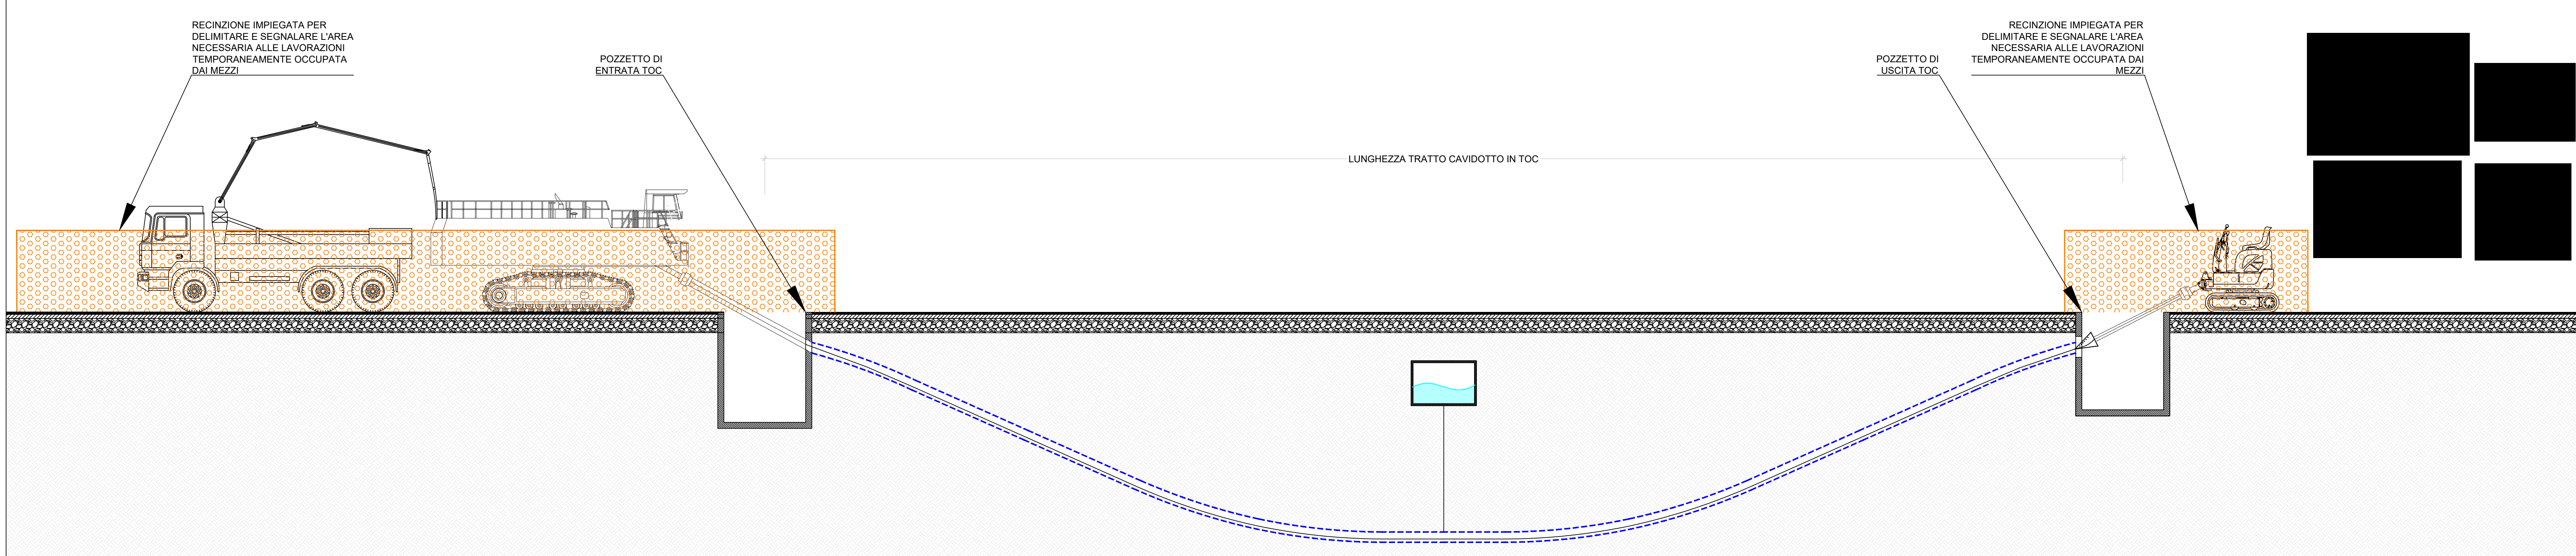 RECINZIONE IMPIEGATA PER
DELIMITARE E SEGNALARE L'AREA
NECESSARIA ALLE LAVORAZIONI
TEMPORANEAMENTE OCCUPATA
DAI MEZZI
POZZETTO DI
ENTRATA TOC
LUNGHEZZA TRATTO CAVIDOTTO IN TOC
POZZETTO DI
USCITA TOC
RECINZIONE IMPIEGATA PER
DELIMITARE E SEGNALARE L'AREA
NECESSARIA ALLE LAVORAZIONI
TEMPORANEAMENTE OCCUPATA DAI
MEZZI